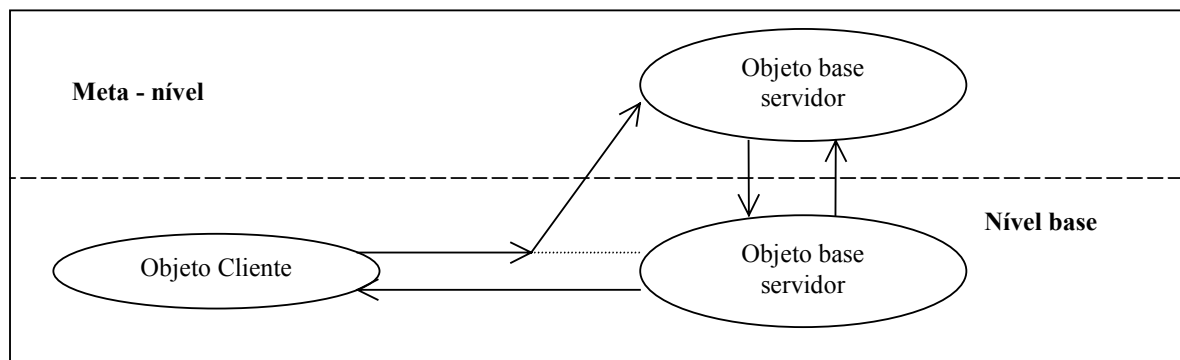 Objeto base
servidor
Meta - nível
Nível base
Objeto Cliente
Objeto base
servidor